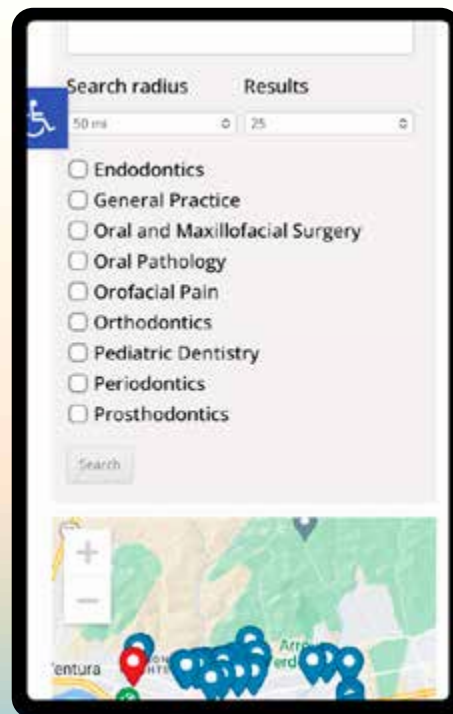 Search radius Results
50 mi 25
Endodontics
General Practice
Oral and Maxillofacial Surgery
Oral Pathology
Orofacial Pain
Orthodontics
Pediatric Dentistry
Periodontics
Prosthodontics
Search
+
−